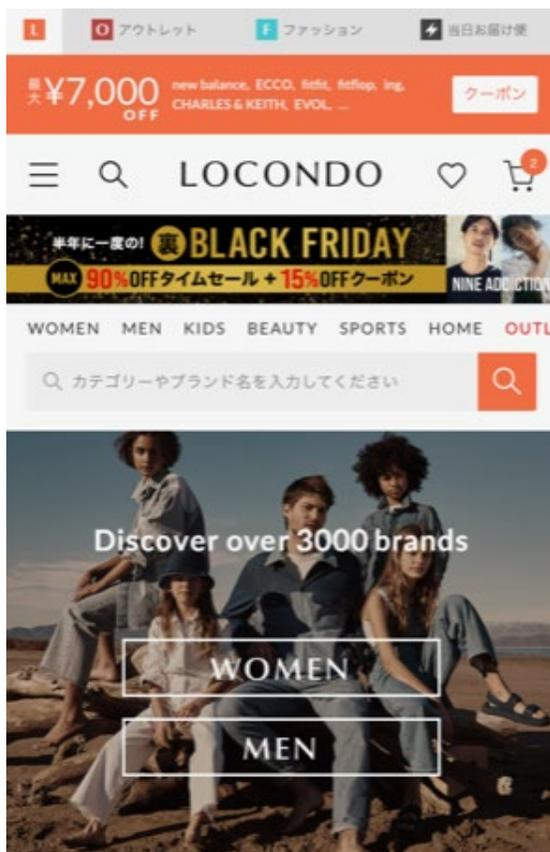 L
O アウトレット
F ファッション
当日お届け便
最大 ¥7,000 OFF
new balance, ECCO, fitfit, fitflop, ing,
CHARLES & KEITH, EVOL, ...
クーポン
LOCONDO
2
半年に一度の! 裏 BLACK FRIDAY
MAX 90%OFFタイムセール + 15%OFFクーポン
NINE ADDICTION
WOMEN MEN KIDS BEAUTY SPORTS HOME OUTL
カテゴリーやブランド名を入力してください
Discover over 3000 brands
WOMEN
MEN